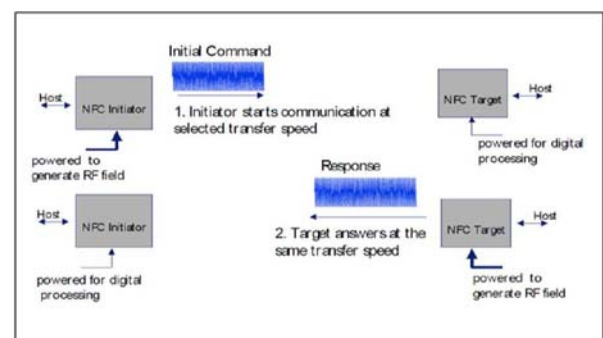 Initial Command
Host
NFC Initiator
1. Initiator starts communication at
selected transfer speed
NFC Target
Host
powered to
generate RF field
powered for digital
processing
Response
Host
NFC Initiator
2. Target answers at the
same transfer speed
NFC Target
Host
powered for digital
processing
powered to
generate RF field